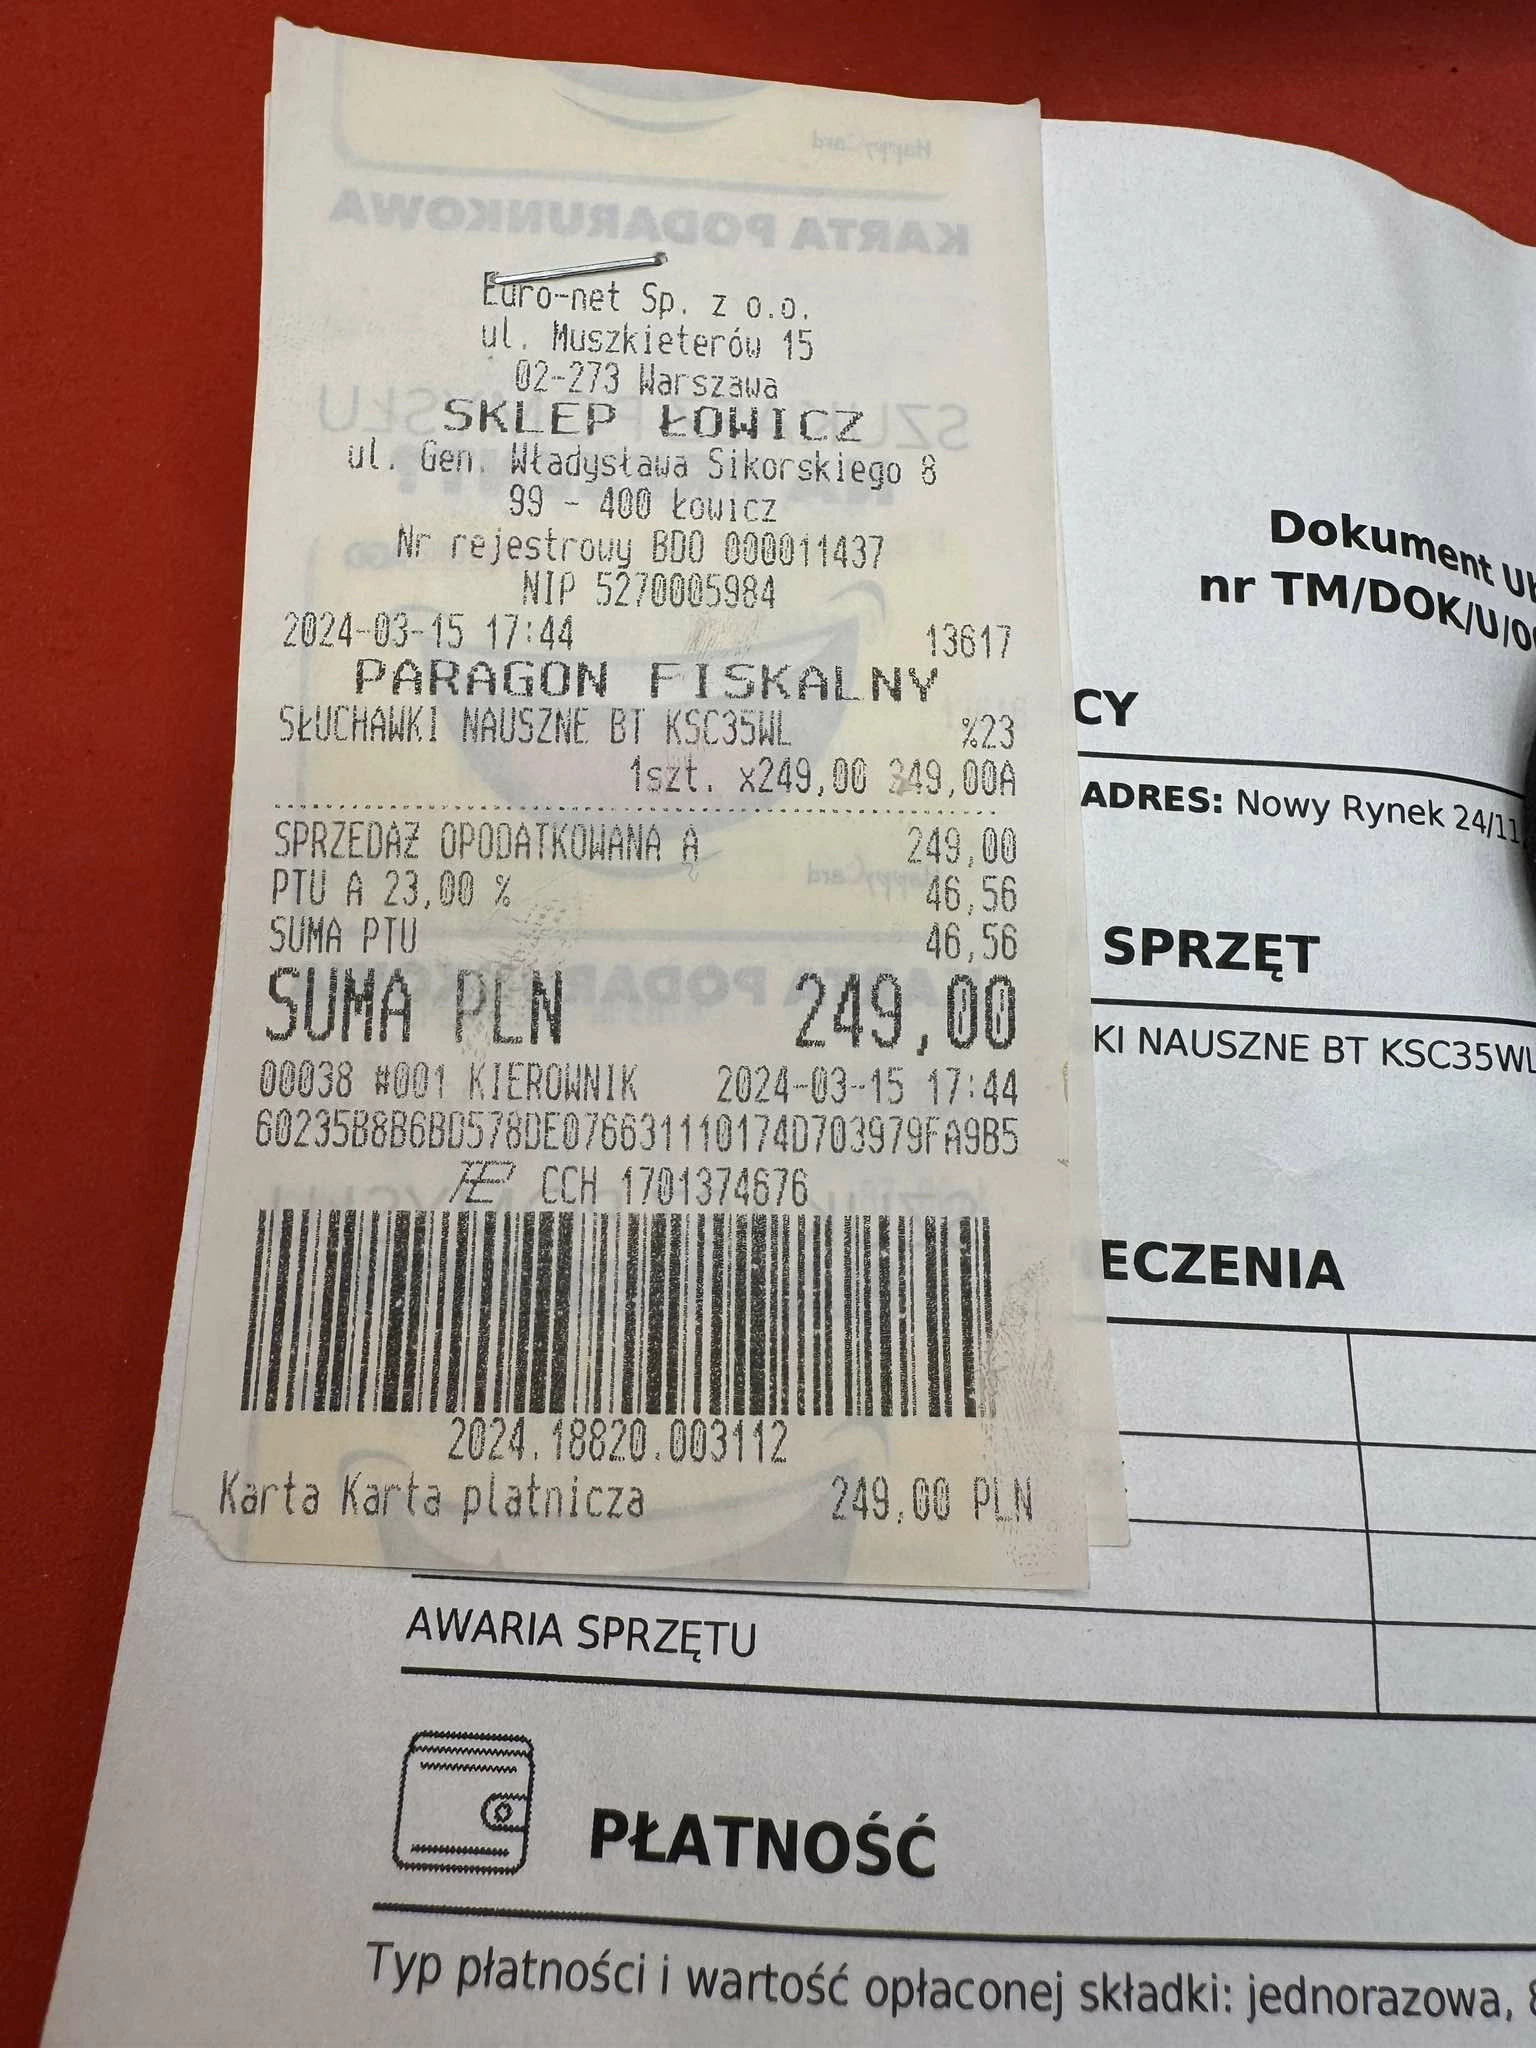 Euro-net Sp. z o.o.
ul. Muszkieterów 15
02-273 Warszawa
SKLEP ŁOWICZ
ul. Gen. Władysława Sikorskiego 8
99 - 400 Łowicz
Nr rejestrowy BDO 000011437
NIP 5270005984
2024-03-15 17:44 13617
PARAGON FISKALNY
SŁUCHAWKI NAUSZNE BT KSC35WL %23
1szt. x249,00 249,00A
SPRZEDAŻ OPODATKOWANA A 249,00
PTU A 23,00 % 46,56
SUMA PTU 46,56
SUMA PLN 249,00
00038 #001 KIEROWNIK 2024-03-15 17:44
60235B8B6BD578DE076631110174D703979FA9B5
CCH 1701374676
2024.18820.003112
Karta Karta płatnicza 249,00 PLN
KARTA PODARUNKOWA
HappyCard
Dokument
nr TM/DOK/U/0
CY
ADRES: Nowy Rynek 24/11
SPRZĘT
KI NAUSZNE BT KSC35WL
ECZENIA
AWARIA SPRZĘTU
PŁATNOŚĆ
Typ płatności i wartość opłaconej składki: jednorazowa,